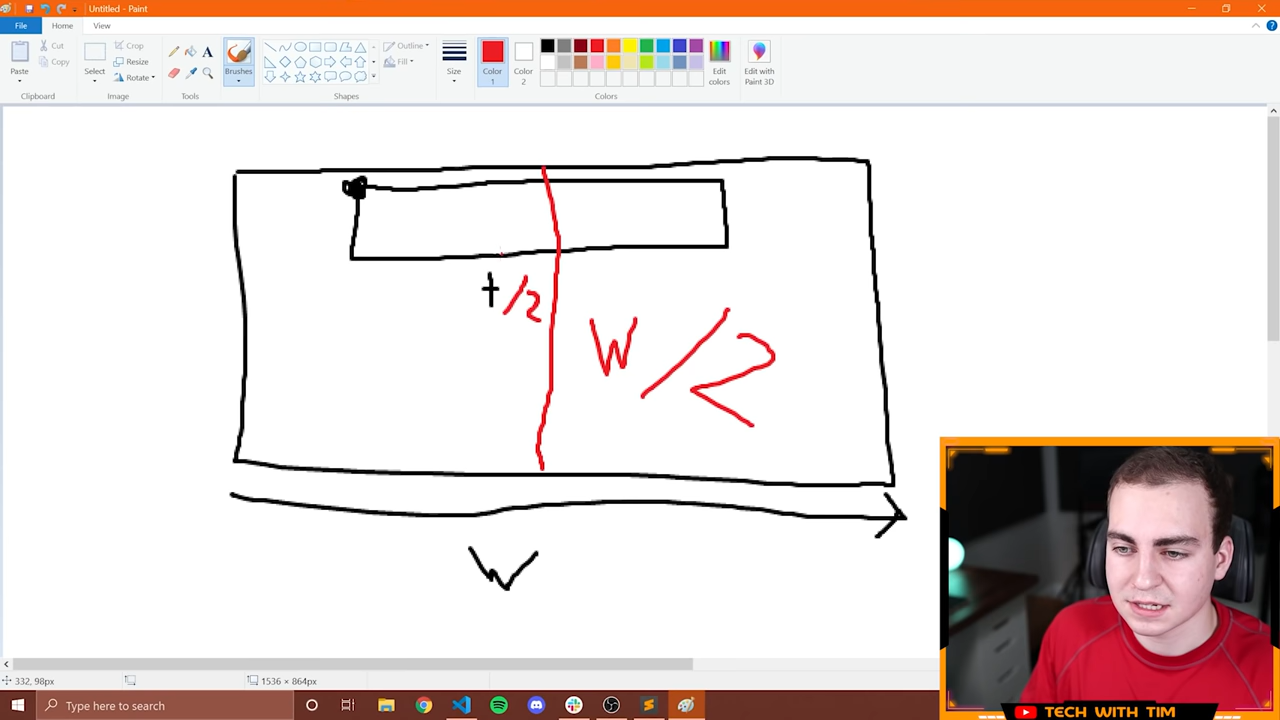 Untitled - Paint
File Home View
Paste
Cut
Copy
Clipboard
Select
Crop
Resize
Rotate
Image
Tools
Brushes
Shapes
Outline
Fill
Size
Color 1
Color 2
Colors
Edit colors
Edit with Paint 3D
t/2
W/2
W
332, 98px
1536 × 864px
Type here to search
TECH WITH TIM